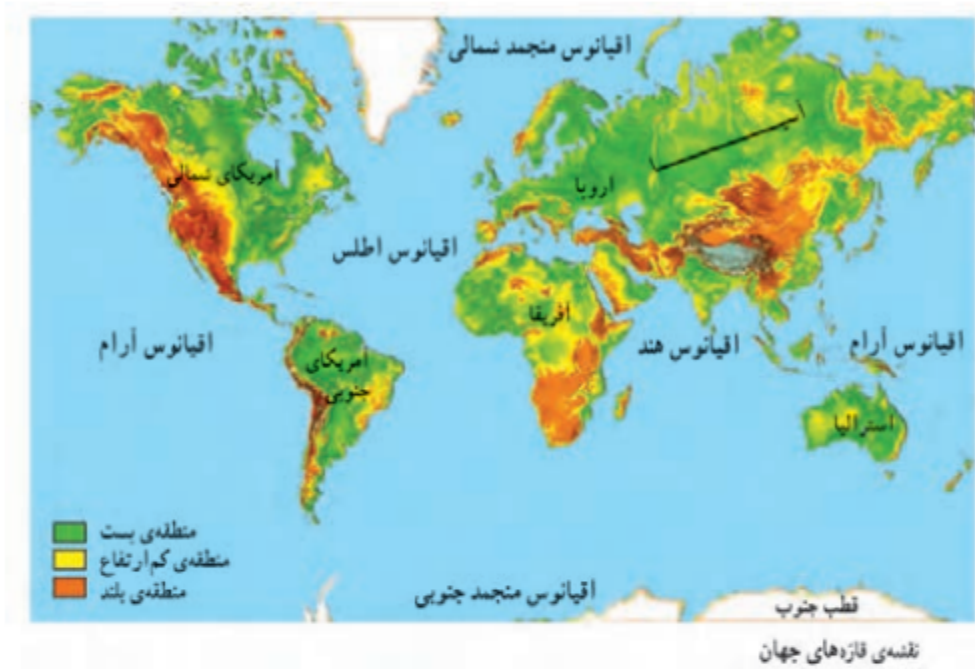 اقیانوس منجمد شمالی
آمریکای شمالی
اروپا
اقیانوس اطلس
آفریقا
اقیانوس آرام
اقیانوس هند
اقیانوس آرام
آمریکای
جنوبی
استرالیا
منطقه‌ی پست
منطقه‌ی کم‌ارتفاع
منطقه‌ی بلند
اقیانوس منجمد جنوبی
قطب جنوب
نقشه‌ی قاره‌های جهان